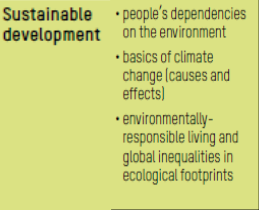 Sustainable
development
• people's dependencies
on the environment
• basics of climate
change (causes and
effects)
• environmentally-
responsible living and
global inequalities in
ecological footprints